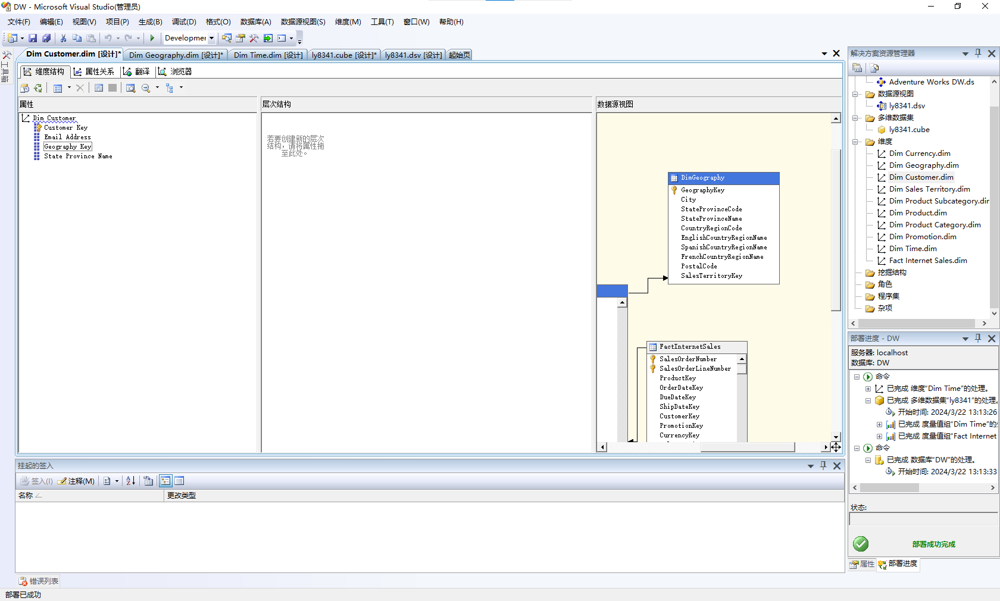 DW - Microsoft Visual Studio(管理员)
文件(F) 编辑(E) 视图(V) 项目(P) 生成(B) 调试(D) 格式(O) 数据库(A) 数据源视图(S) 维度(M) 工具(T) 窗口(W) 帮助(H)
Developmer
工具箱
Dim Customer.dim [设计]* Dim Geography.dim [设计]* Dim Time.dim [设计] ly8341.cube [设计]* ly8341.dsv [设计] 起始页
维度结构 属性关系 翻译 浏览器
属性
Dim Customer
Customer Key
Email Address
Geography Key
State Province Name
层次结构
若要创建新的层次
结构，请将属性拖
至此处。
数据源视图
DimGeography
GeographyKey
City
StateProvinceCode
StateProvinceName
CountryRegionCode
EnglishCountryRegionName
SpanishCountryRegionName
FrenchCountryRegionName
PostalCode
SalesTerritoryKey
FactInternetSales
SalesOrderNumber
SalesOrderLineNumber
ProductKey
OrderDateKey
DueDateKey
ShipDateKey
CustomerKey
PromotionKey
CurrencyKey
挂起的签入
签入(I) 注释(M)
名称 更改类型
错误列表
部署已成功
解决方案资源管理器
Adventure Works DW.ds
数据源视图
ly8341.dsv
多维数据集
ly8341.cube
维度
Dim Currency.dim
Dim Geography.dim
Dim Customer.dim
Dim Sales Territory.dim
Dim Product Subcategory.dir
Dim Product.dim
Dim Product Category.dim
Dim Promotion.dim
Dim Time.dim
Fact Internet Sales.dim
挖掘结构
角色
程序集
杂项
部署进度 - DW
服务器: localhost
数据库: DW
命令
已完成 维度"Dim Time"的处理。
已完成 多维数据集"ly8341"的处理。
开始时间: 2024/3/22 13:13:26
已完成 度量值组"Dim Time"的
已完成 度量值组"Fact Internet
命令
已完成 数据库"DW"的处理。
开始时间: 2024/3/22 13:13:33
状态:
部署成功完成
属性 部署进度